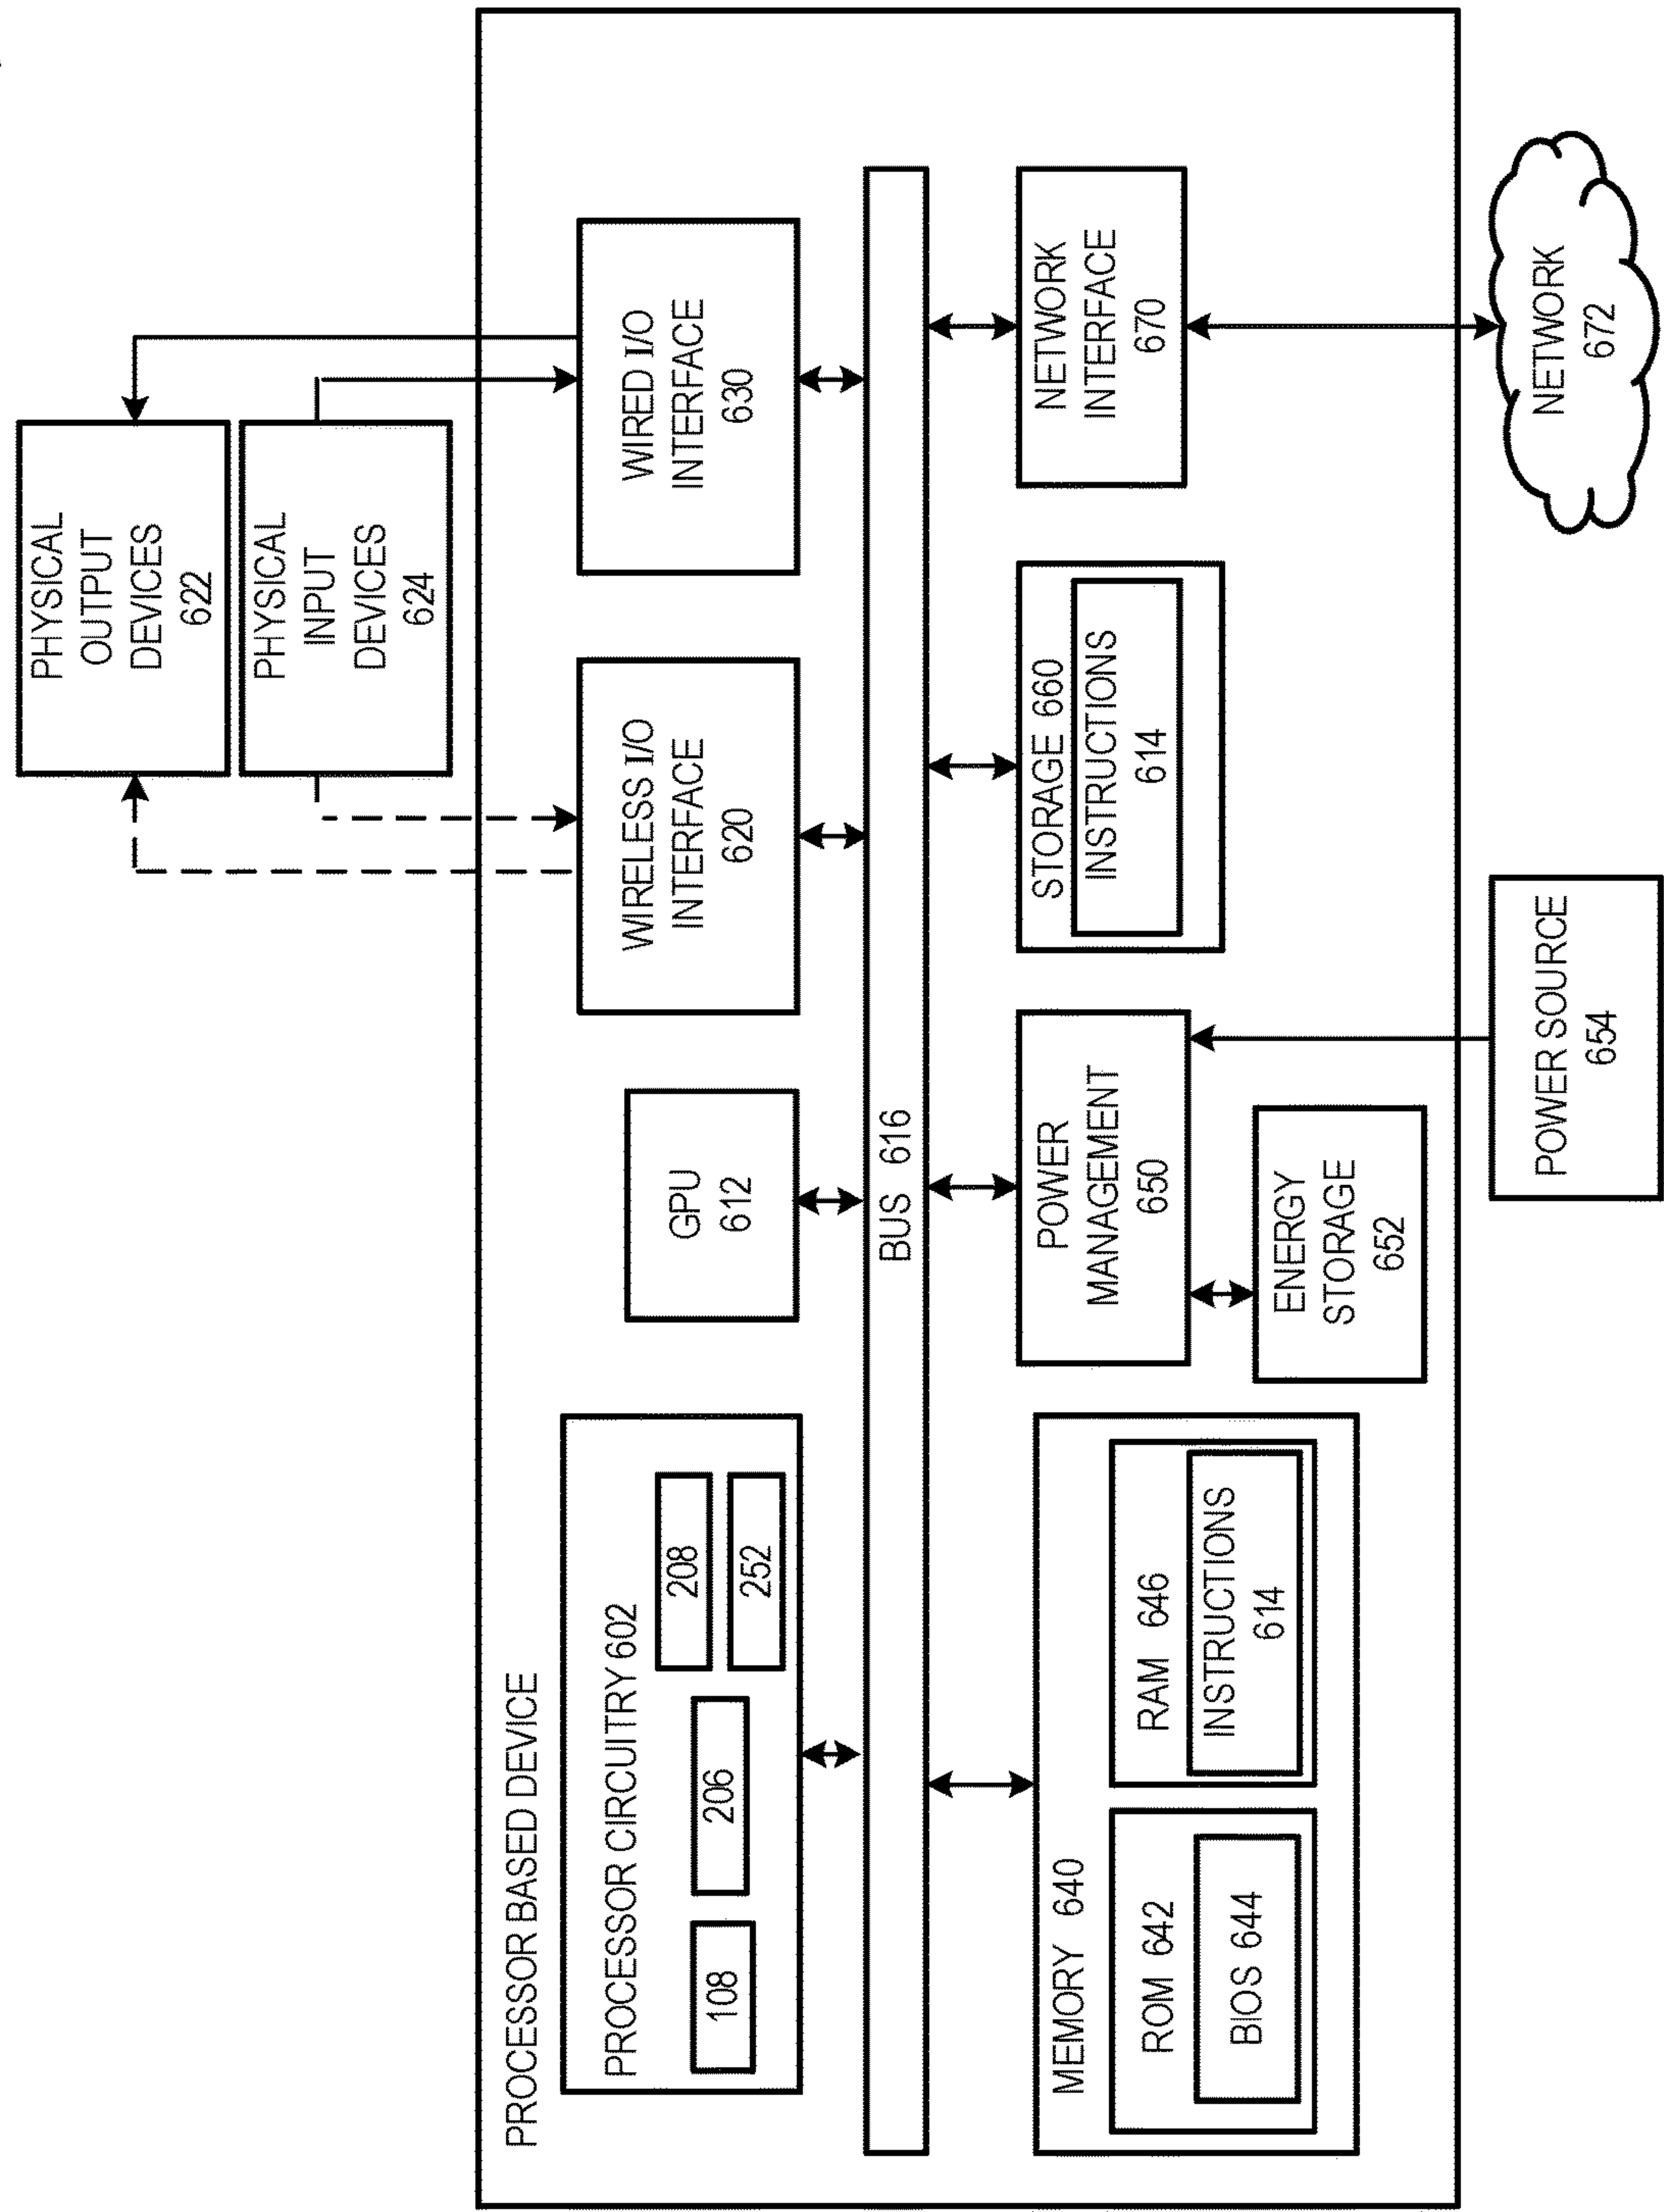 PHYSICAL
OUTPUT
DEVICES
622
PHYSICAL
INPUT
DEVICES
624
PROCESSOR BASED DEVICE
PROCESSOR CIRCUITRY 602
108
206
208
252
GPU
612
WIRELESS I/O
INTERFACE
620
WIRED I/O
INTERFACE
630
BUS 616
MEMORY 640
ROM 642
BIOS 644
RAM 646
INSTRUCTIONS
614
POWER
MANAGEMENT
650
ENERGY
STORAGE
652
STORAGE 660
INSTRUCTIONS
614
NETWORK
INTERFACE
670
POWER SOURCE
654
NETWORK
672